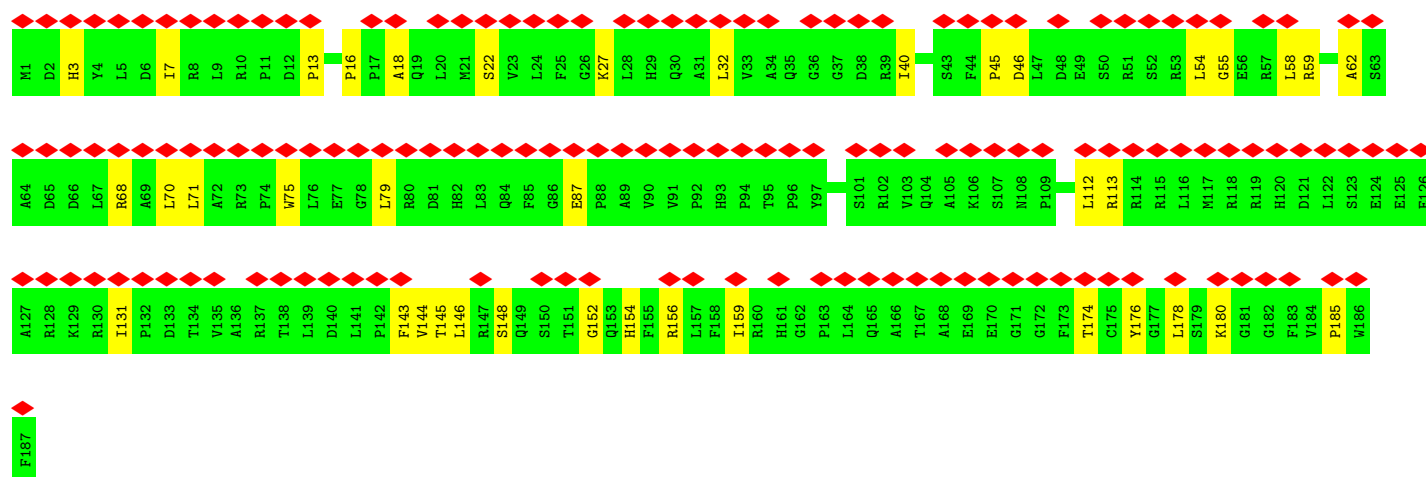 M1 D2 H3 Y4 L5 D6 I7 R8 L9 R10 P11 D12 P13 P16 P17 A18 Q19 L20 M21 S22 V23 L24 F25 G26 K27 L28 H29 Q30 A31 L32 V33 A34 Q35 G36 G37 D38 R39 I40 S43 F44 P45 D46 L47 D48 E49 S50 R51 S52 R53 L54 G55 E56 R57 L58 R59 A62 S63
A64 D65 D66 L67 R68 A69 L70 L71 A72 R73 P74 W75 L76 E77 G78 L79 R80 D81 H82 L83 Q84 F85 G86 E87 P88 A89 V90 V91 P92 H93 P94 T95 P96 Y97 S101 R102 V103 Q104 A105 K106 S107 N108 P109 L112 R113 R114 R115 L116 M117 R118 R119 H120 D121 L122 S123 E124 E125 E126
A127 R128 K129 R130 I131 P132 D133 T134 V135 A136 R137 T138 L139 D140 L141 P142 F143 V144 T145 L146 R147 S148 Q149 S150 T151 G152 Q153 H154 F155 R156 L157 F158 I159 R160 H161 G162 P163 L164 Q165 A166 T167 A168 E169 E170 G171 G172 F173 T174 C175 Y176 G177 L178 S179 K180 G181 G182 F183 V184 P185 W186
F187